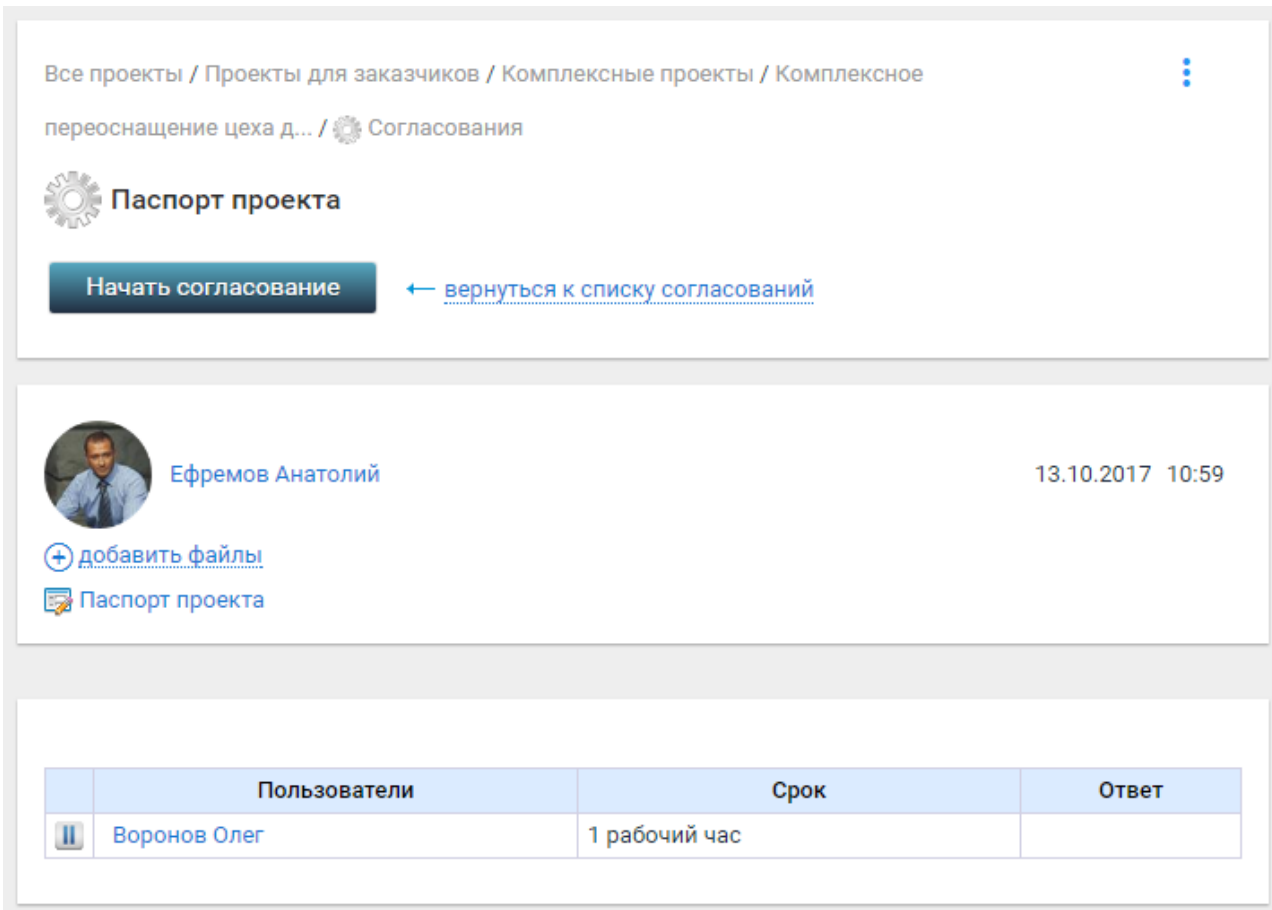 Все проекты / Проекты для заказчиков / Комплексные проекты / Комплексное
переоснащение цеха д... / Согласования
Паспорт проекта
Начать согласование ← вернуться к списку согласований
Ефремов Анатолий 13.10.2017 10:59
добавить файлы
Паспорт проекта
Пользователи Срок Ответ
Воронов Олег 1 рабочий час